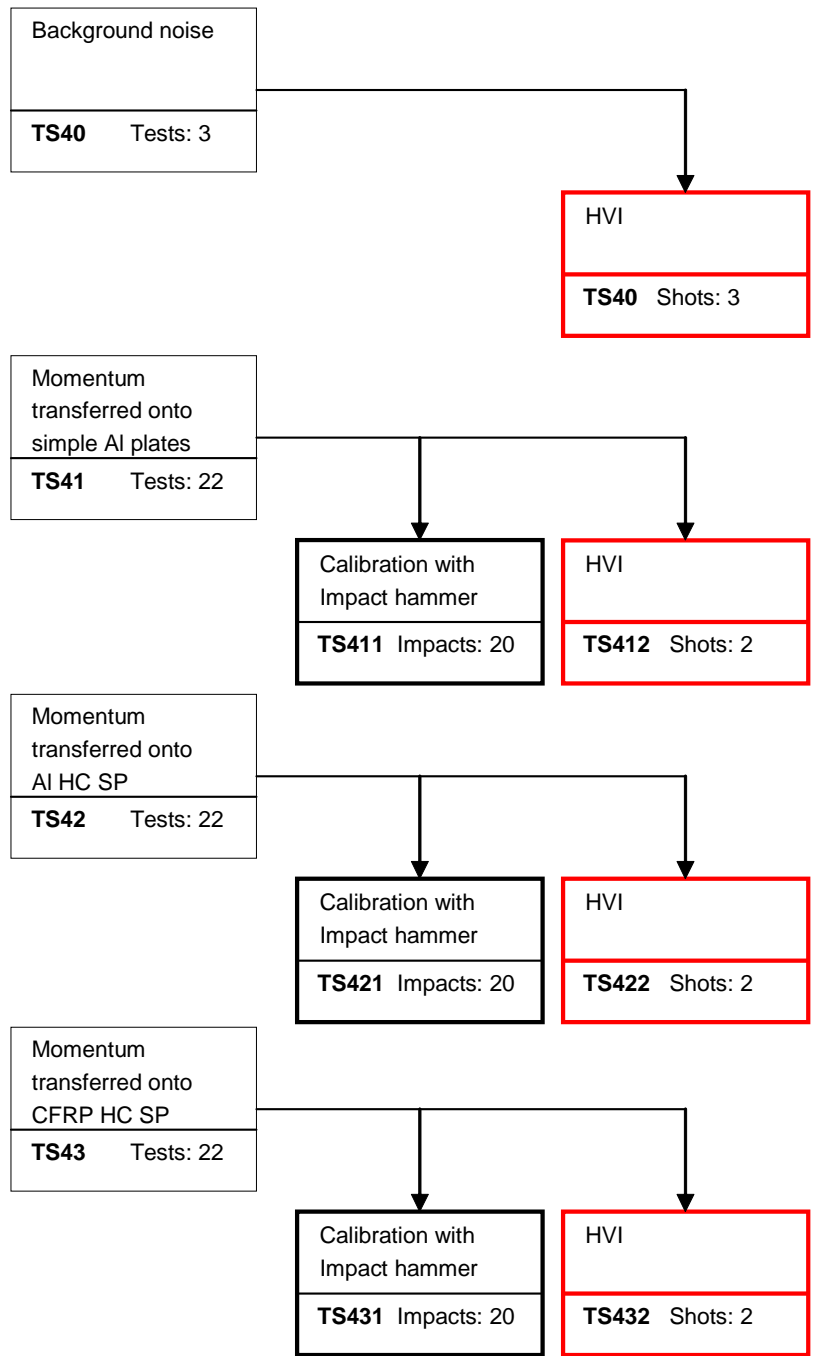 Background noise
TS40 Tests: 3
HVI
TS40 Shots: 3
Momentum
transferred onto
simple Al plates
TS41 Tests: 22
Calibration with
Impact hammer
TS411 Impacts: 20
HVI
TS412 Shots: 2
Momentum
transferred onto
Al HC SP
TS42 Tests: 22
Calibration with
Impact hammer
TS421 Impacts: 20
HVI
TS422 Shots: 2
Momentum
transferred onto
CFRP HC SP
TS43 Tests: 22
Calibration with
Impact hammer
TS431 Impacts: 20
HVI
TS432 Shots: 2